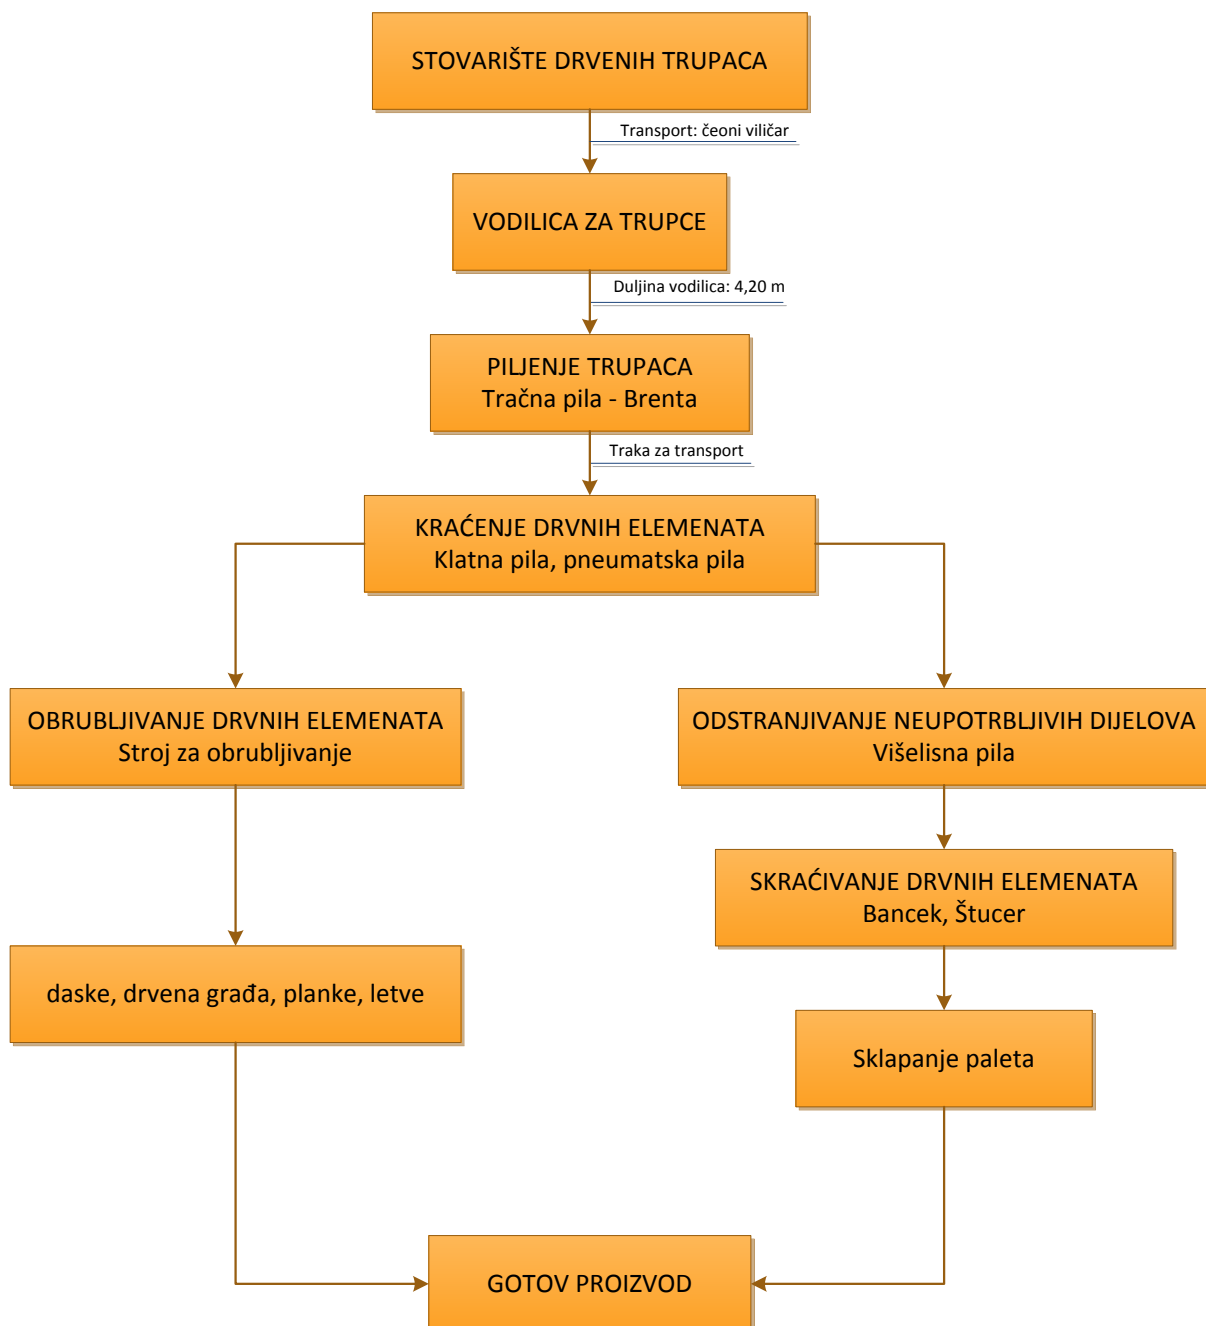 STOVARIŠTE DRVENIH TRUPACA
Transport: čeoni viličar
VODILICA ZA TRUPCE
Duljina vodilica: 4,20 m
PILJENJE TRUPACA
Tračna pila - Brenta
Traka za transport
KRAĆENJE DRVNIH ELEMENATA
Klatna pila, pneumatska pila
OBRUBLJIVANJE DRVNIH ELEMENATA
Stroj za obrubljivanje
daske, drvena građa, planke, letve
ODSTRANJIVANJE NEUPOTRBLJIVIH DIJELOVA
Višelisna pila
SKRAĆIVANJE DRVNIH ELEMENATA
Bancek, Štucer
Sklapanje paleta
GOTOV PROIZVOD